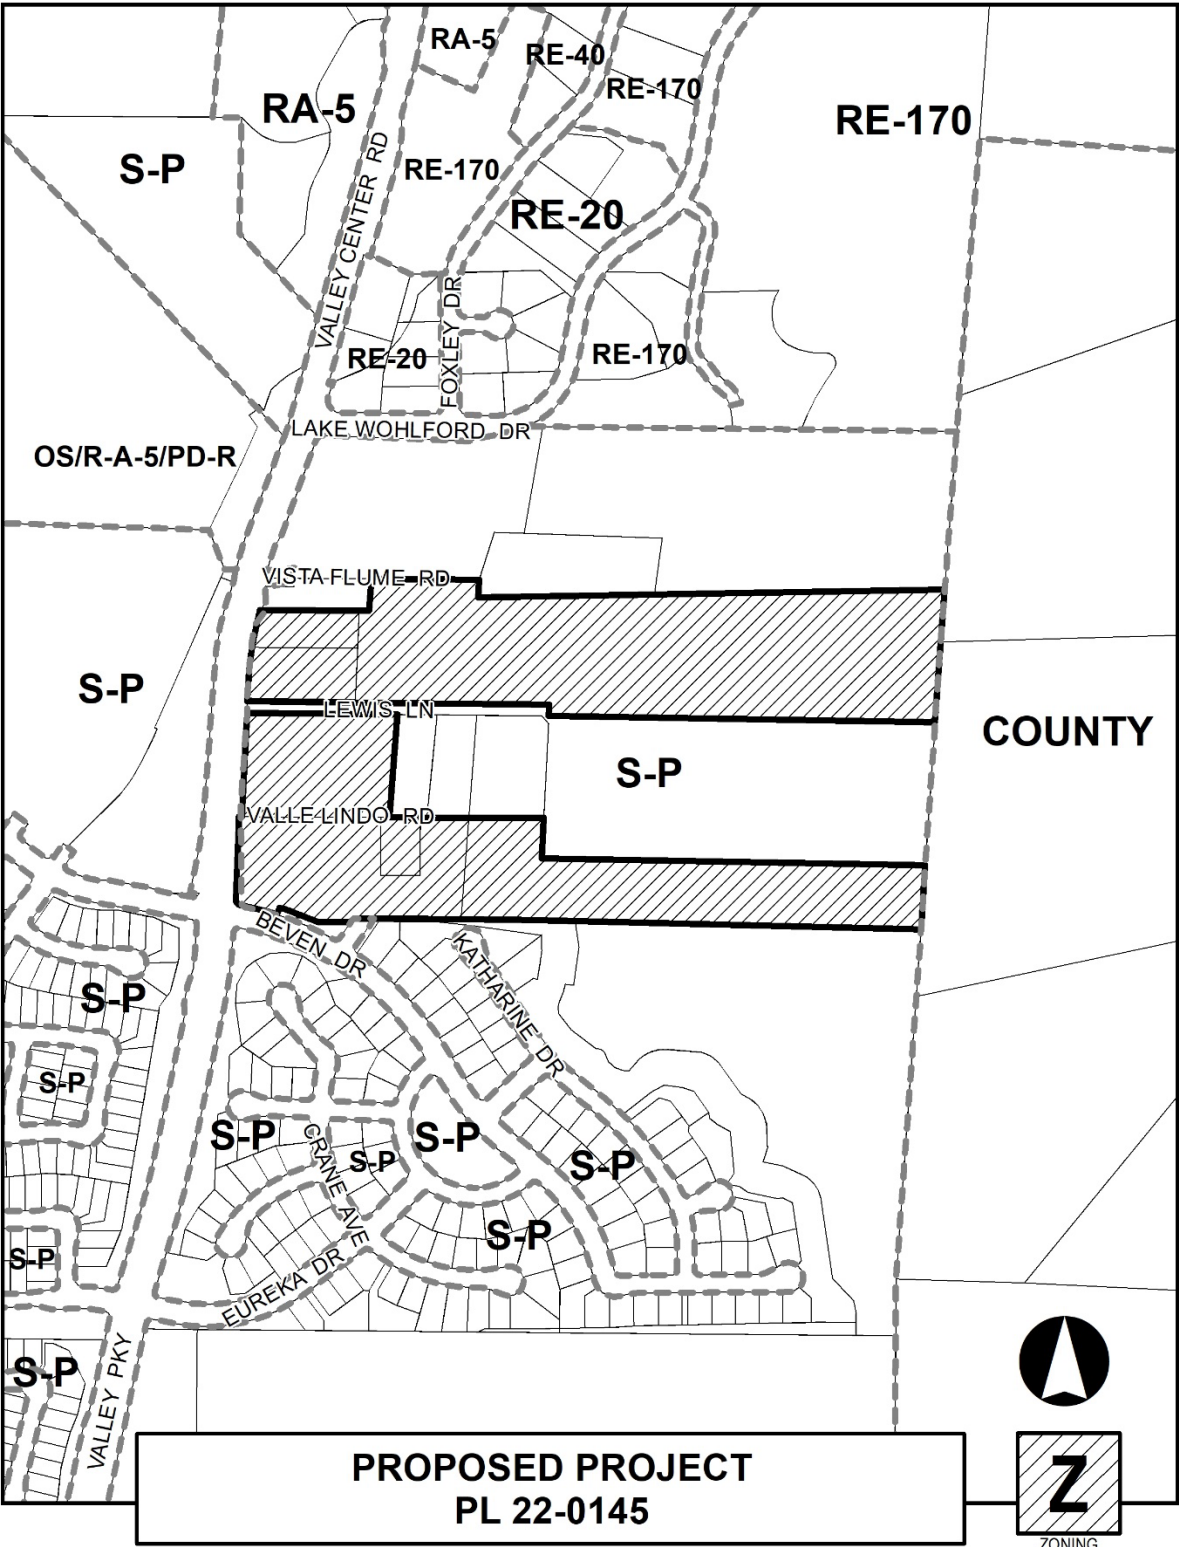 RA-5
RE-40
RE-170
RA-5
RE-170
S-P
RE-170
RE-20
VALLEY CENTER RD
FOXLEY DR
RE-20
RE-170
LAKE WOHLFORD DR
OS/R-A-5/PD-R
VISTA FLUME RD
S-P
LEWIS LN
COUNTY
S-P
VALLE LINDO RD
BEVEN DR
KATHARINE DR
S-P
S-P
S-P
CRANE AVE
S-P
S-P
S-P
S-P
S-P
EUREKA DR
S-P
VALLEY PKY
PROPOSED PROJECT
PL 22-0145
Z
ZONING